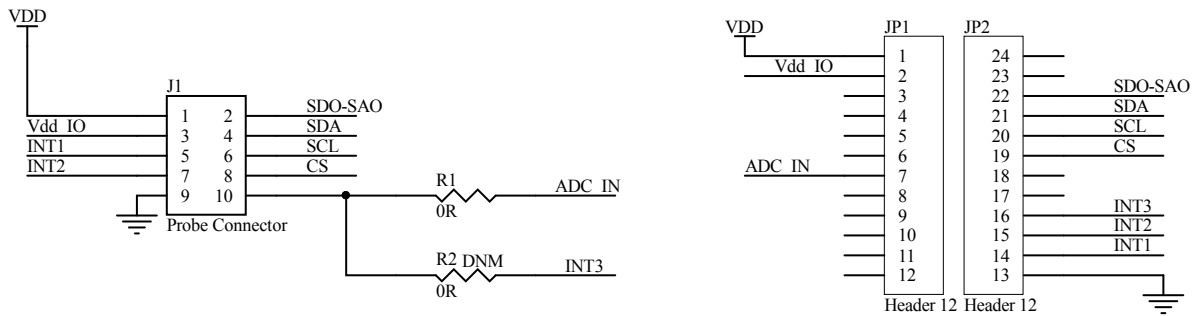 VDD
J1
1 2 SDO-SAO
Vdd_IO 3 4 SDA
INT1 5 6 SCL
INT2 7 8 CS
9 10
Probe Connector
R1
0R
ADC_IN
R2 DNM
0R
INT3
VDD
JP1 JP2
1 24
Vdd_IO 2 23
3 22 SDO-SAO
4 21 SDA
5 20 SCL
6 19 CS
ADC_IN 7 18
8 17
9 16 INT3
10 15 INT2
11 14 INT1
12 13
Header 12 Header 12